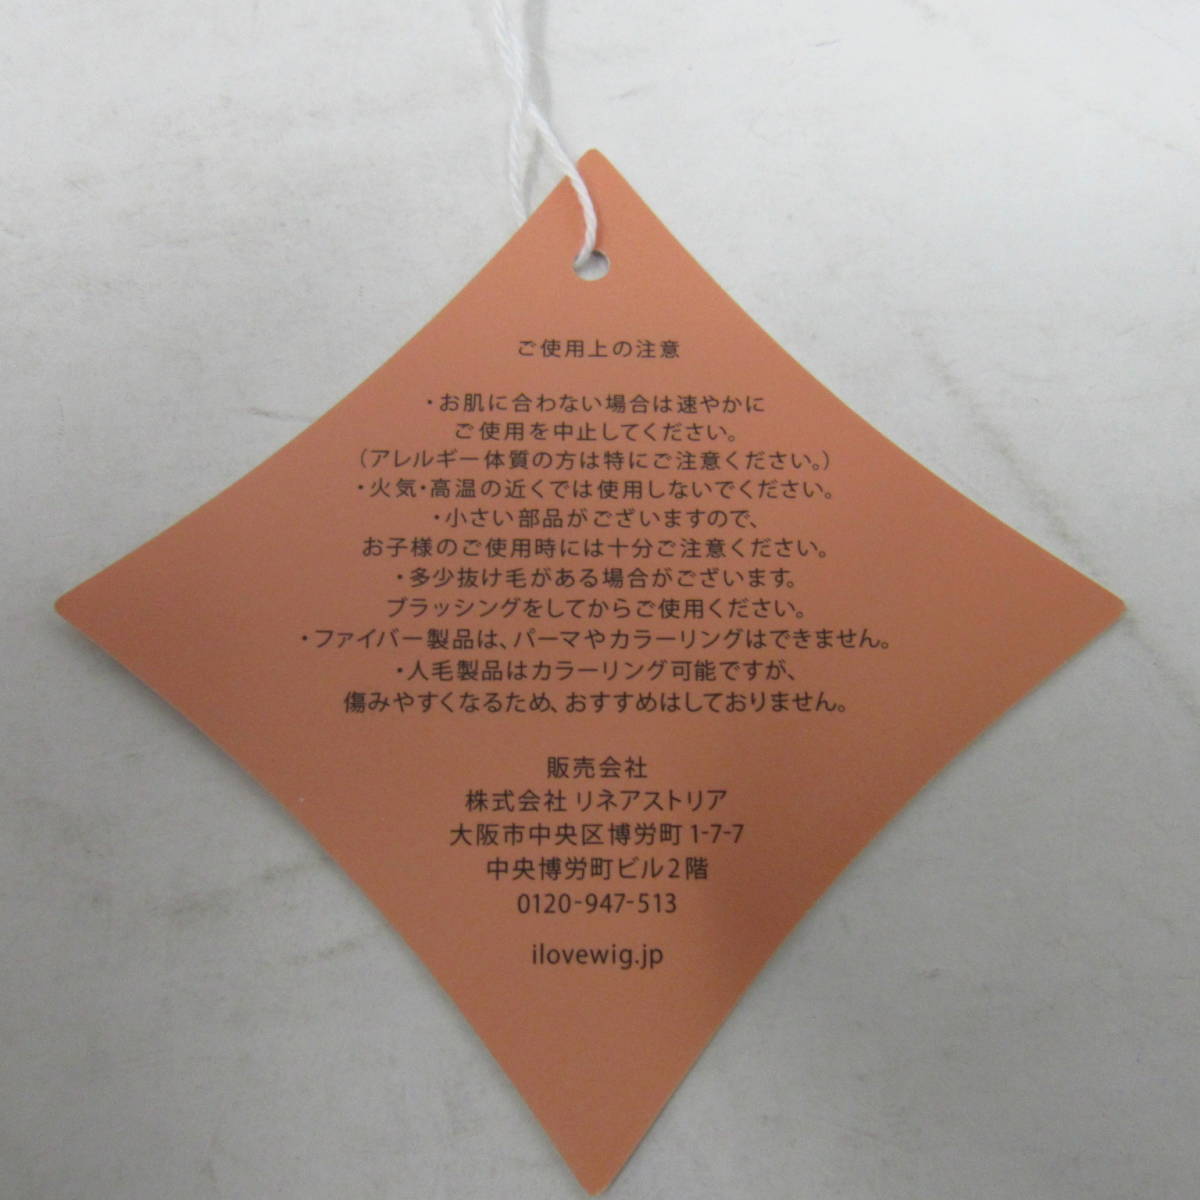 ご使用上の注意
・お肌に合わない場合は速やかに
ご使用を中止してください。
（アレルギー体質の方は特にご注意ください。）
・火気・高温の近くでは使用しないでください。
・小さい部品がございますので、
お子様のご使用時には十分ご注意ください。
・多少抜け毛がある場合がございます。
ブラッシングをしてからご使用ください。
・ファイバー製品は、パーマやカラーリングはできません。
・人毛製品はカラーリング可能ですが、
傷みやすくなるため、おすすめはしておりません。
販売会社
株式会社 リネアストリア
大阪市中央区博労町 1-7-7
中央博労町ビル 2 階
0120-947-513
ilovewig.jp